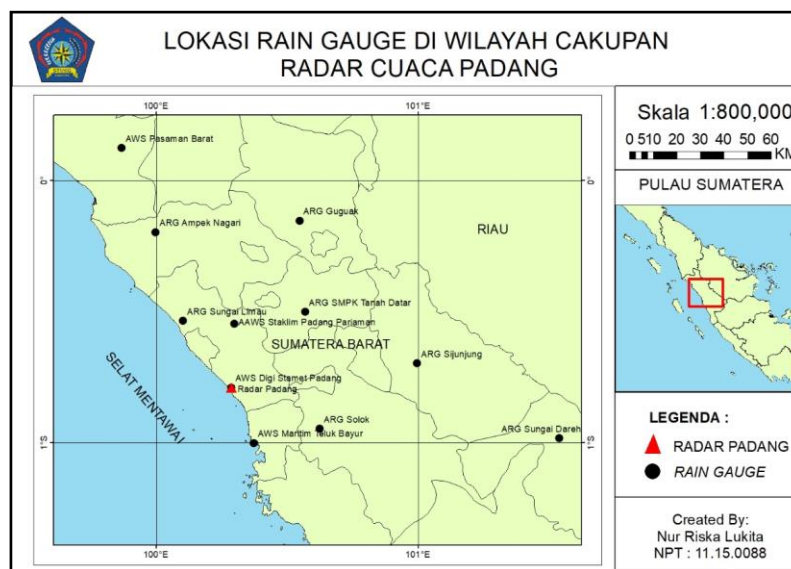 LOKASI RAIN GAUGE DI WILAYAH CAKUPAN
RADAR CUACA PADANG
100°E
101°E
0°
0°
1°S
1°S
AWS Pasaman Barat
ARG Ampek Nagari
ARG Guguak
RIAU
ARG Sungai Limau
ARG SMPK Tanah Datar
AAWS Staklim Padang Pariaman
SUMATERA BARAT
ARG Sijunjung
SELAT MENTAWAI
AWS Digi Stamet Padang
Radar Padang
ARG Solok
AWS Maritim Teluk Bayur
ARG Sungai Dareh
100°E
101°E
Skala 1:800,000
0 510 20 30 40 50 60
KM
PULAU SUMATERA
LEGENDA :
RADAR PADANG
RAIN GAUGE
Created By:
Nur Riska Lukita
NPT : 11.15.0088